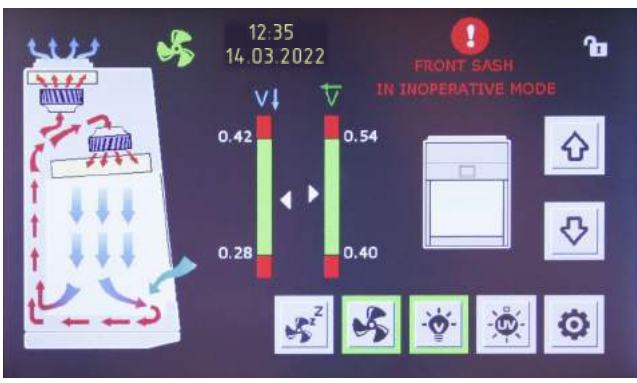 12:35
14.03.2022
FRONT SASH
IN INOPERATIVE MODE
V
V
0.42
0.54
0.28
0.40
z z z
UV